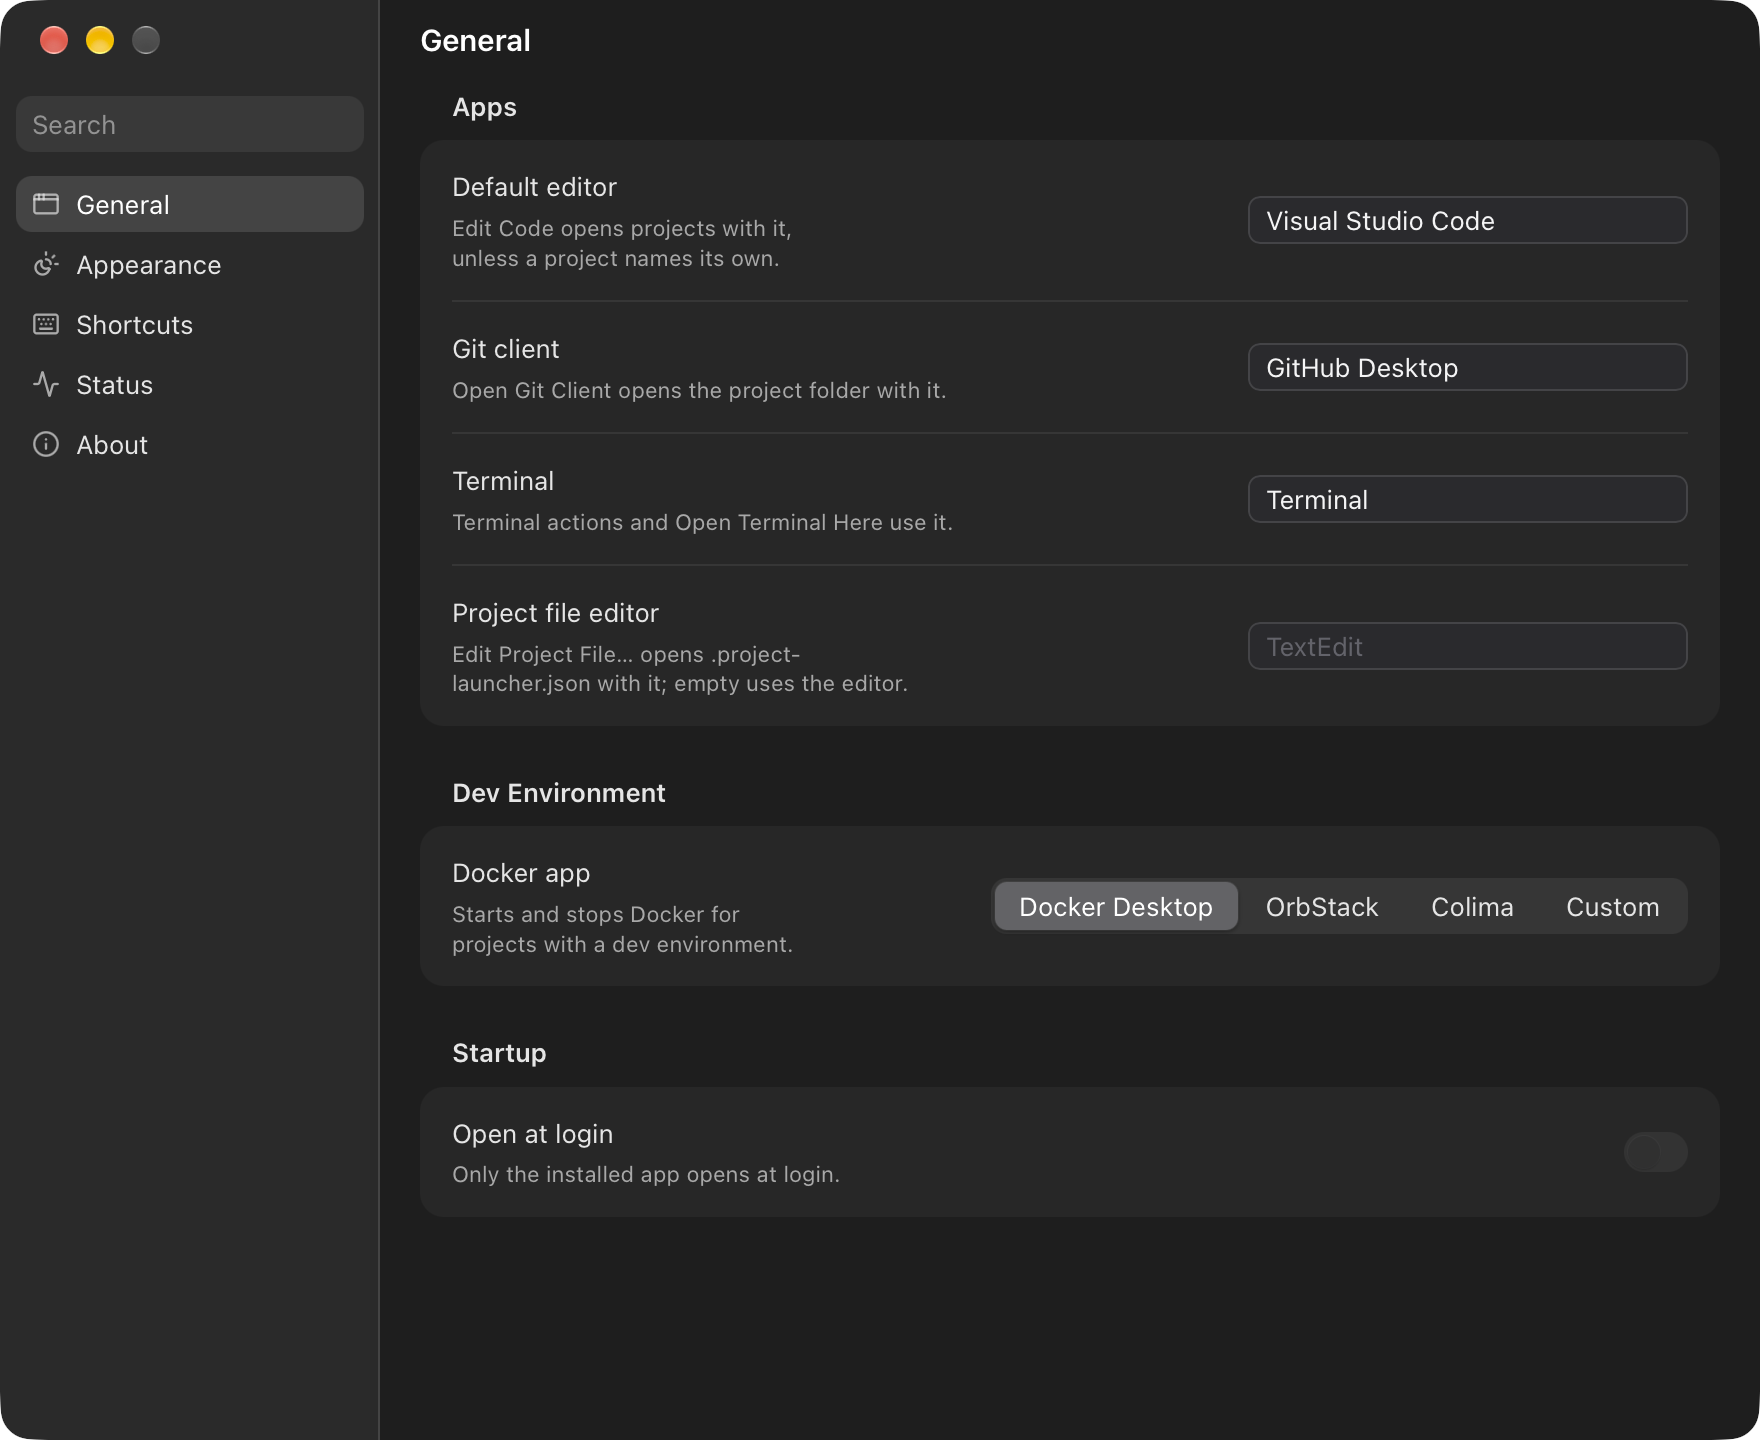 General
Search
General
Appearance
Shortcuts
Status
About
Apps
Default editor
Edit Code opens projects with it,
unless a project names its own.
Visual Studio Code
Git client
Open Git Client opens the project folder with it.
GitHub Desktop
Terminal
Terminal actions and Open Terminal Here use it.
Terminal
Project file editor
Edit Project File... opens .project-
launcher.json with it; empty uses the editor.
TextEdit
Dev Environment
Docker app
Starts and stops Docker for
projects with a dev environment.
Docker Desktop OrbStack Colima Custom
Startup
Open at login
Only the installed app opens at login.